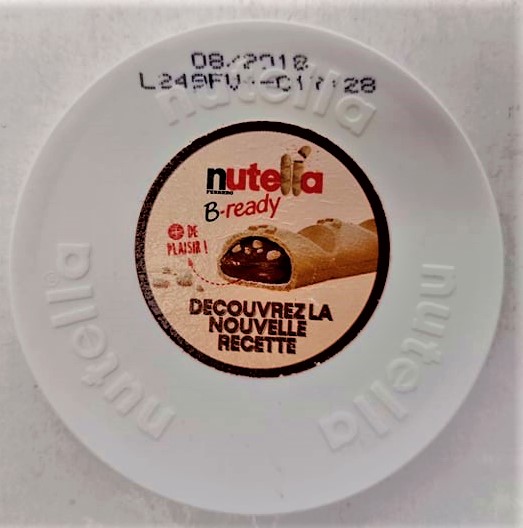 08/2018
nutella
nutella
FERRERO
B-ready
+ DE
PLAISIR !
DECOUVREZ LA
NOUVELLE
RECETTE
nutella
nutella